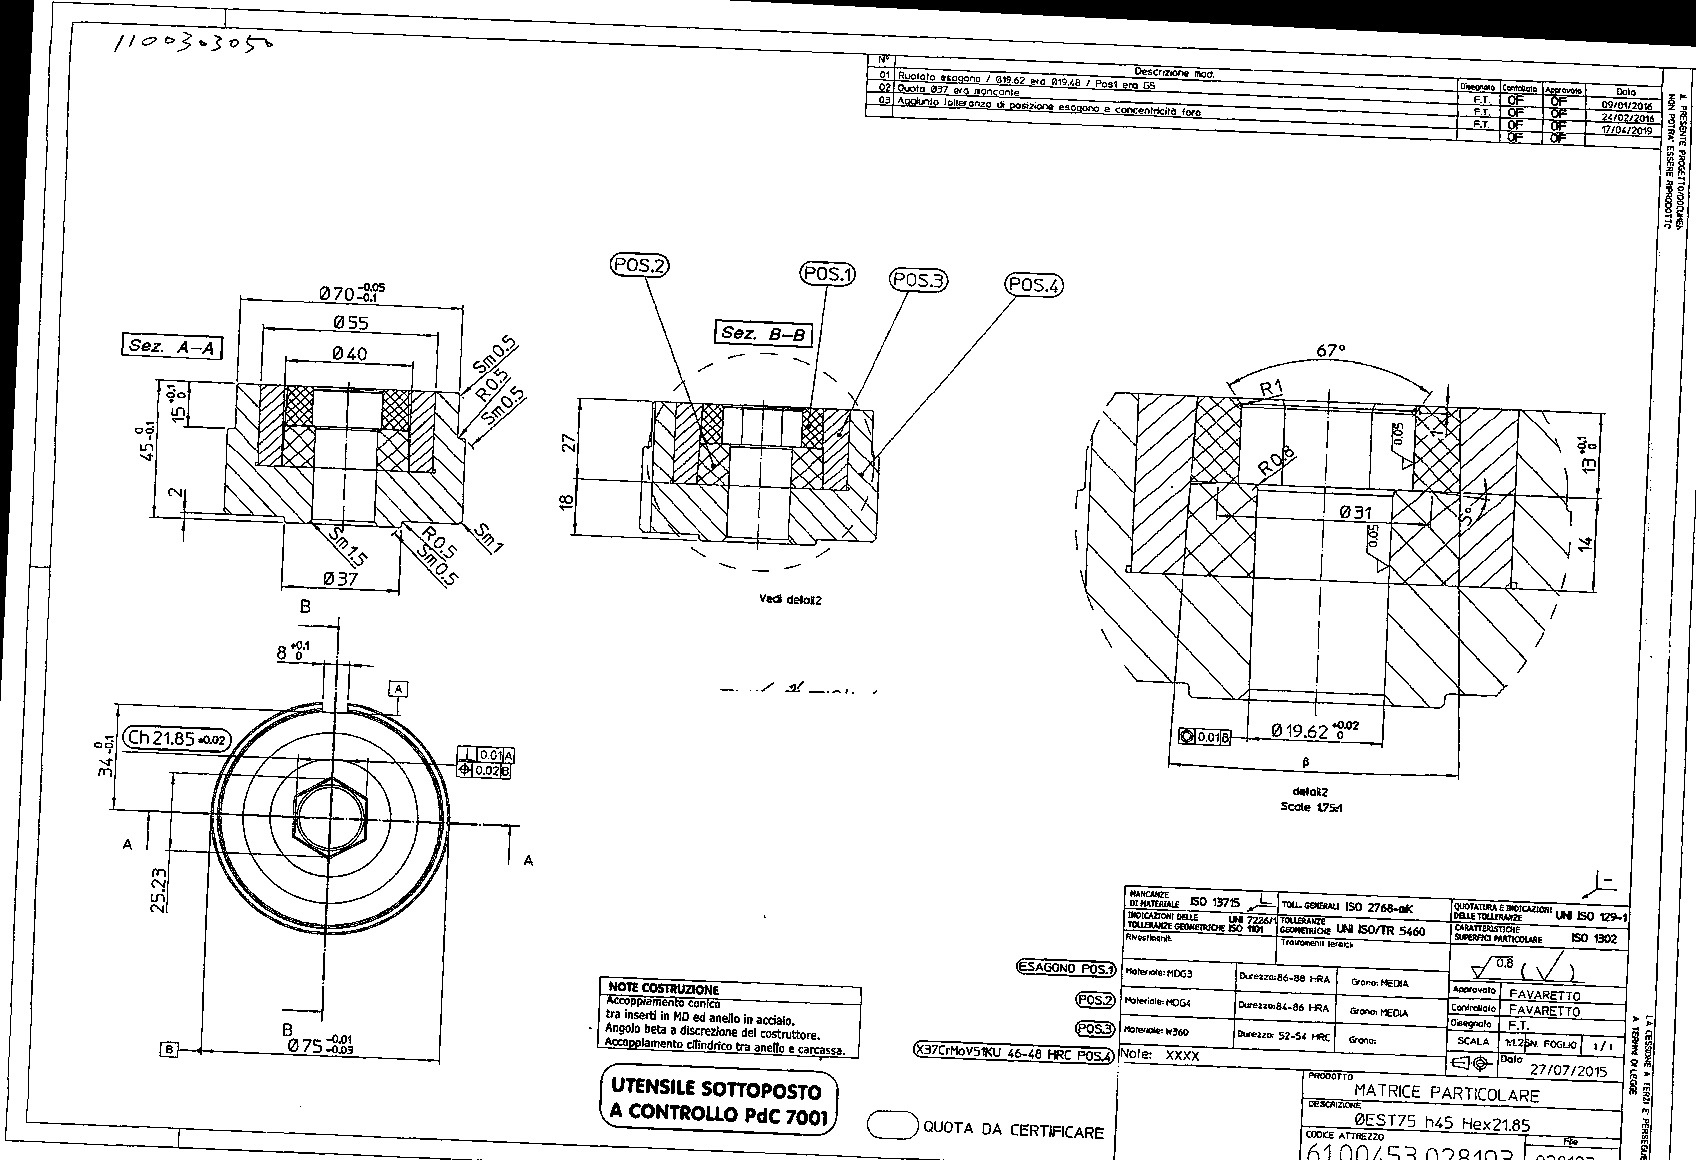 1100303050
N° Descrizione mod. Disegnato Controllato Approvato Data
01 Ruotato esagono / Ø19.62 era Ø19.48 / Pos1 era G5 F.T. OF OF 09/01/2016
02 Quota Ø37 era mancante F.T. OF OF 24/02/2016
03 Aggiunto tolleranza di posizione esagono e concentricità foro F.T. OF OF 17/04/2019
OF OF
IL PRESENTE PROGETTO/DOCUMEN
NON POTRA' ESSERE RIPRODOTTO
Sez. A-A
Ø70 -0.05 -0.1
Ø55
Ø40
Sm0.5
R0.5
Sm0.5
15 +0.1 0
45 0 -0.1
2
Sm1.5
R0.5
Sm0.5
Sm1
Ø37
POS.2
POS.1
POS.3
POS.4
Sez. B-B
27
18
Vedi detail2
67°
R1
R0.8
0.05
1
13 +0.1 0
Ø31
5°
0.05
14
0.01 B
Ø19.62 +0.02 0
β
detail2
Scale 1.75:1
B
8 +0.1 0
A
Ch21.85 +0.02
34 0 -0.1
0.01 A
0.02 B
A
A
25.23
B
B
Ø75 -0.01 -0.03
NOTE COSTRUZIONE
Accoppiamento conico
tra inserti in MD ed anello in acciaio.
Angolo beta a discrezione del costruttore.
Accoppiamento cilindrico tra anello e carcassa.
UTENSILE SOTTOPOSTO
A CONTROLLO PdC 7001
QUOTA DA CERTIFICARE
MANCANZE DI MATERIALE ISO 13715
TOLL. GENERALI ISO 2768-mK
QUOTATURA E INDICAZIONI DELLE TOLLERANZE UNI ISO 129-1
INDICAZIONI DELLE TOLLERANZE GEOMETRICHE UNI 7226/1 ISO 1101
TOLLERANZE GEOMETRICHE UNI ISO/TR 5460
CARATTERISTICHE SUPERFICI PARTICOLARE ISO 1302
Rivestimenti:
Trattamenti termici:
0.8
ESAGONO POS.1 Materiale: MDG3 Durezza: 86-88 HRA Grana: MEDIA
POS.2 Materiale: MDG4 Durezza: 84-86 HRA Grana: MEDIA
POS.3 Materiale: W360 Durezza: 52-54 HRC Grana:
X37CrMoV51KU 46-48 HRC POS.4 Note: XXXX
Approvato FAVARETTO
Controllato FAVARETTO
Disegnato F.T.
SCALA 1:1.25 N. FOGLIO 1/1
Data 27/07/2015
PRODOTTO
MATRICE PARTICOLARE
DESCRIZIONE
ØEST75 h45 Hex21.85
CODICE ATTREZZO File
6100453.028193 028193
LA CESSIONE A TERZI E' PERSEGUI
A TERMINI DI LEGGE